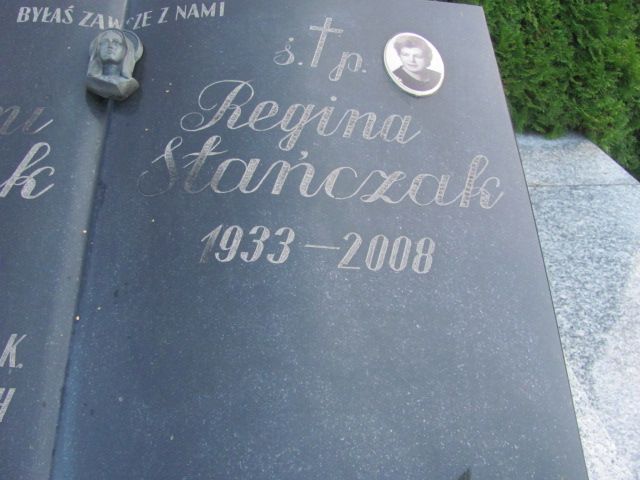 BYŁAŚ ZAWSZE Z NAMI
ś. p.
Regina
Stańczak
1933-2008
K.
H